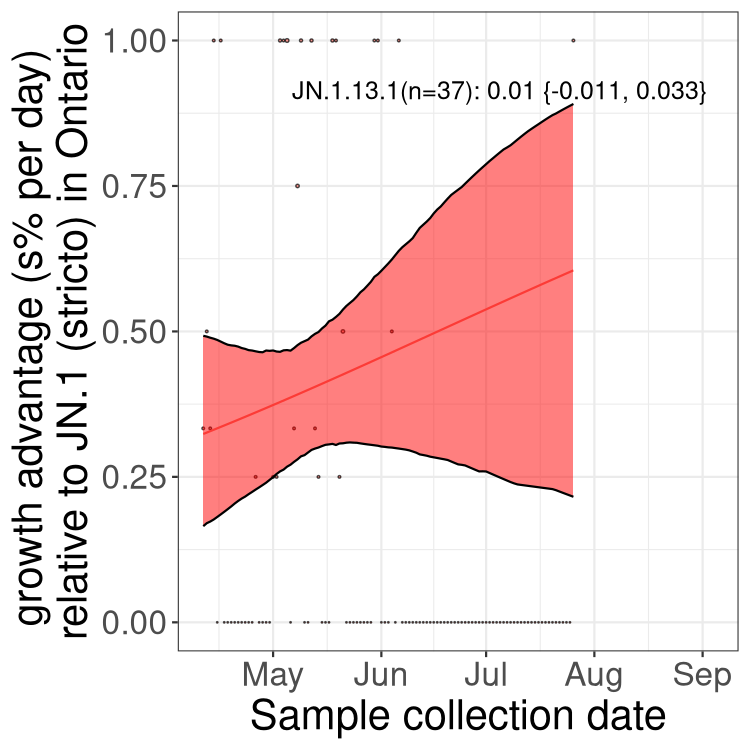 growth advantage (s% per day)
relative to JN.1 (stricto) in Ontario
1.00
0.75
0.50
0.25
0.00
JN.1.13.1(n=37): 0.01 {-0.011, 0.033}
May Jun Jul Aug Sep
Sample collection date